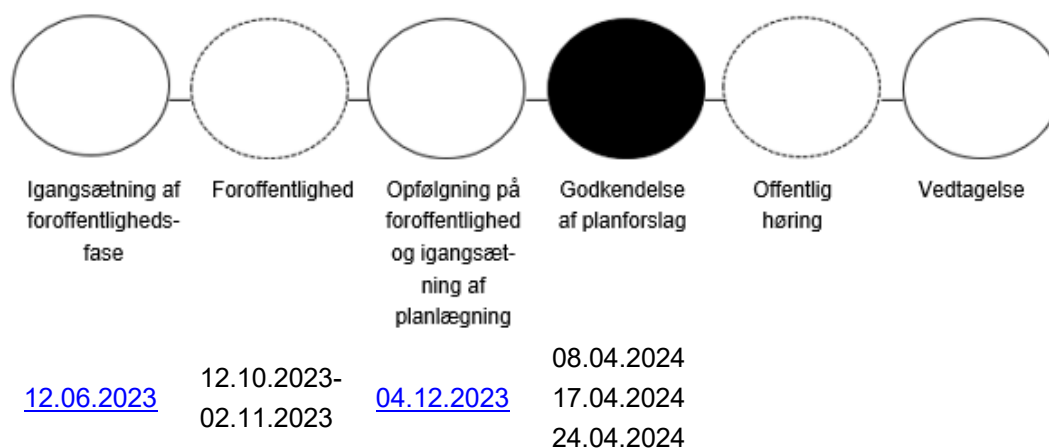 Igangsætning af
foroffentligheds-
fase
Foroffentlighed
Opfølgning på
foroffentlighed
og igangsæt-
ning af
planlægning
Godkendelse
af planforslag
Offentlig
høring
Vedtagelse
12.06.2023
12.10.2023-
02.11.2023
04.12.2023
08.04.2024
17.04.2024
24.04.2024